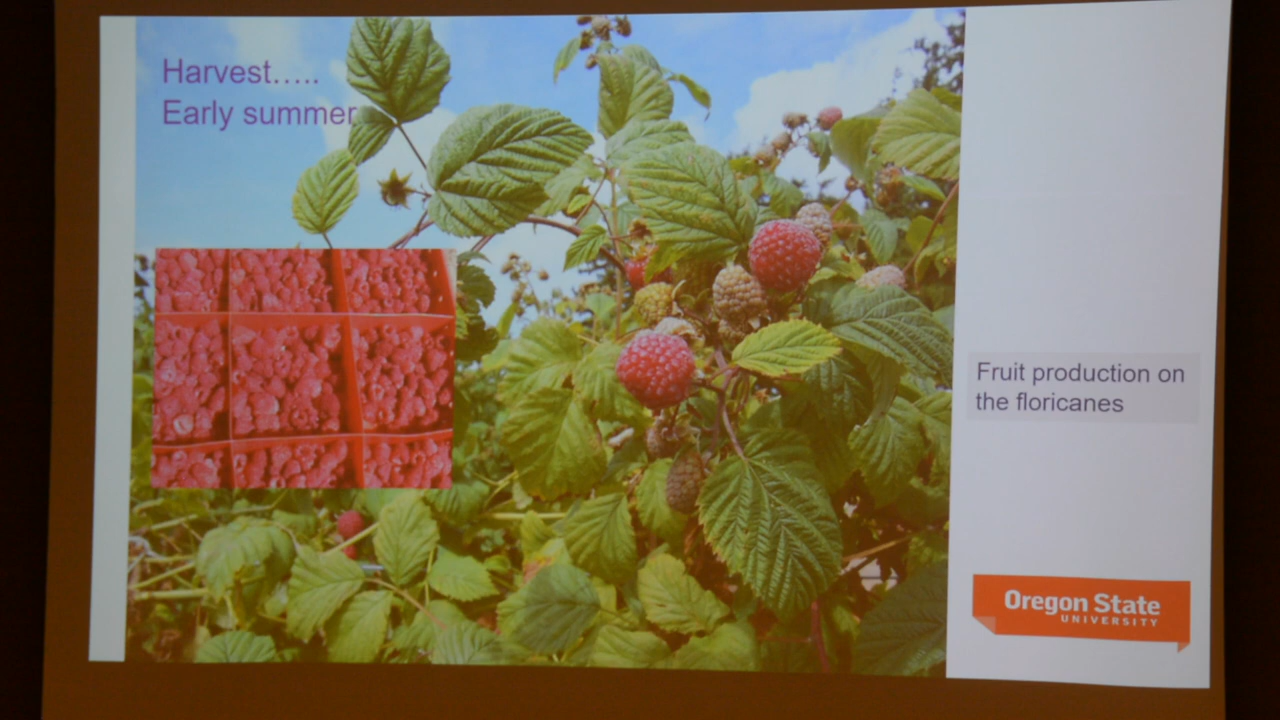 Harvest…..
Early summer
Fruit production on
the floricanes
Oregon State
UNIVERSITY